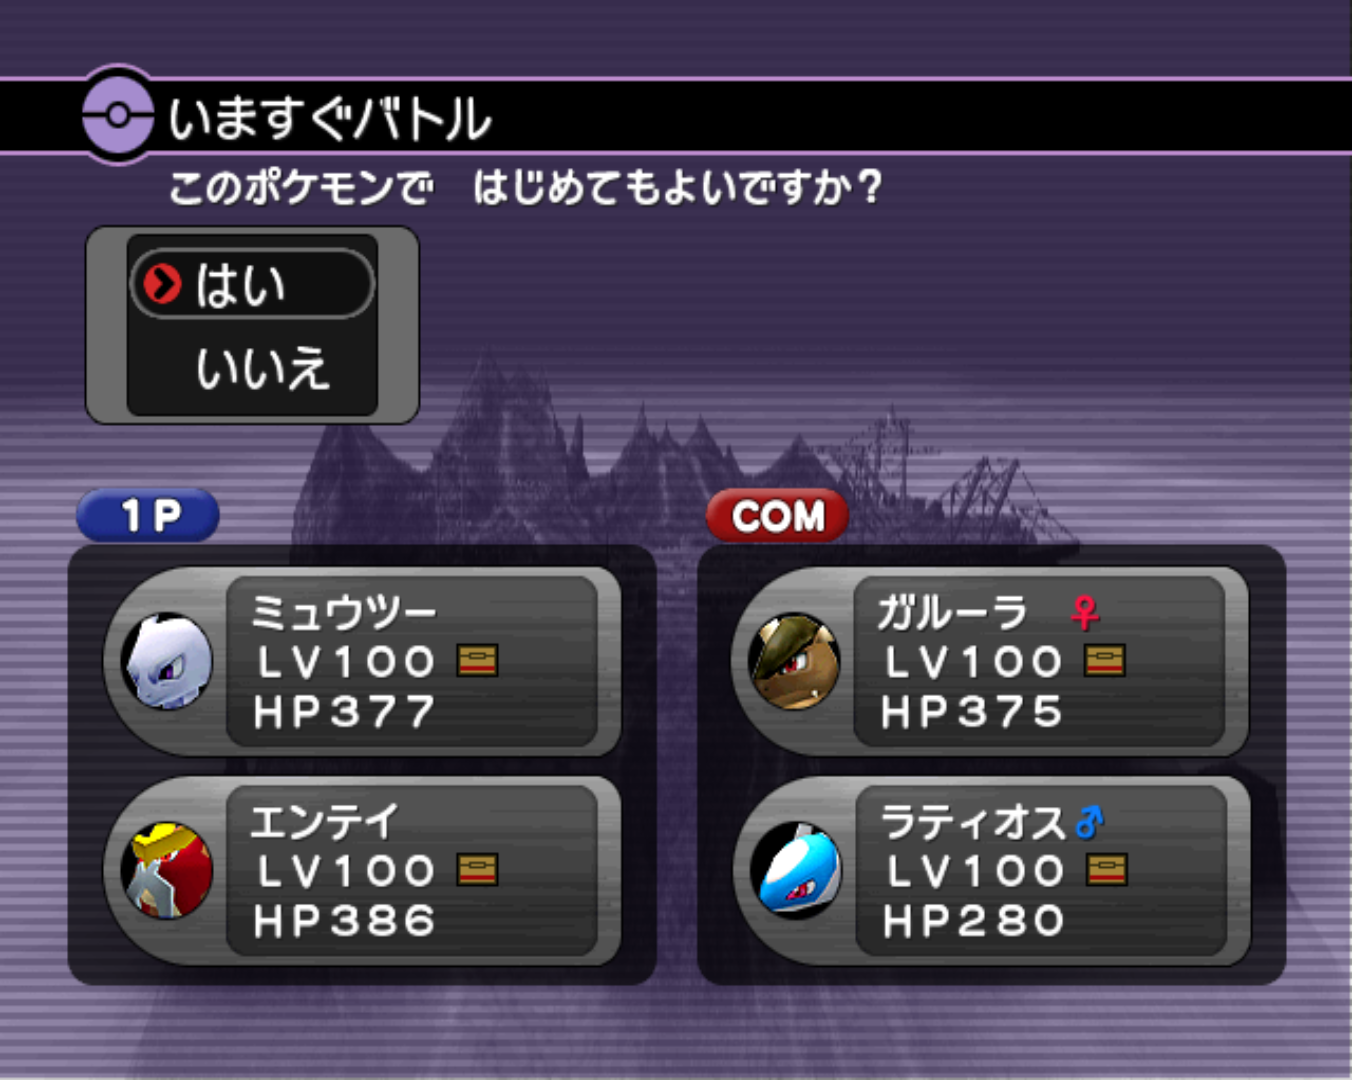 いますぐバトル
このポケモンで　はじめてもよいですか？
はい
いいえ
1P
ミュウツー
LV100
HP377
エンテイ
LV100
HP386
COM
ガルーラ ♀
LV100
HP375
ラティオス♂
LV100
HP280